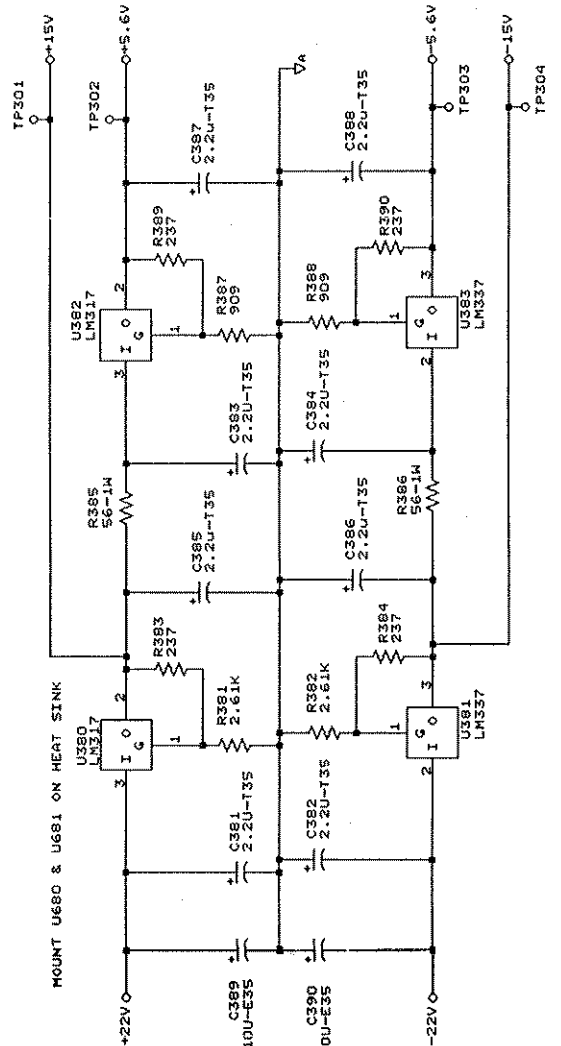 MOUNT U680 & U681 ON HEAT SINK
TP301
+15V
TP302
+5.6V
+22V
U380
LM317
3
I
O
G
2
1
R383
237
R381
2.61K
C381
2.2U-T35
C389
10U-E35
C385
2.2U-T35
R385
56-1W
C383
2.2U-T35
U382
LM317
3
I
O
G
2
1
R389
237
R387
909
C387
2.2U-T35
A
C390
0U-E35
C382
2.2U-T35
R382
2.61K
R384
237
1
G
I
O
2
3
U381
LM337
C386
2.2U-T35
R386
56-1W
C384
2.2U-T35
R388
909
R390
237
1
G
I
O
2
3
U383
LM337
C388
2.2U-T35
-22V
-5.6V
TP303
-15V
TP304